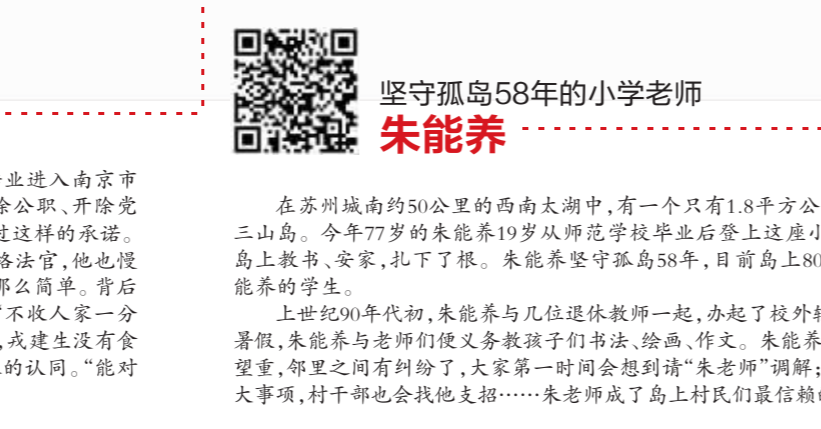 坚守孤岛58年的小学老师
朱能养
业进入南京市
除公职、开除党
过这样的承诺。
格法官,他也慢
那么简单。背后
“不收人家一分
,戎建生没有食
的认同。“能对
在苏州城南约50公里的西南太湖中,有一个只有1.8平方公
三山岛。今年77岁的朱能养19岁从师范学校毕业后登上这座小
岛上教书、安家,扎下了根。朱能养坚守孤岛58年,目前岛上80
能养的学生。
上世纪90年代初,朱能养与几位退休教师一起,办起了校外辅
暑假,朱能养与老师们便义务教孩子们书法、绘画、作文。朱能养
望重,邻里之间有纠纷了,大家第一时间会想到请“朱老师”调解;
大事项,村干部也会找他支招……朱老师成了岛上村民们最信赖的